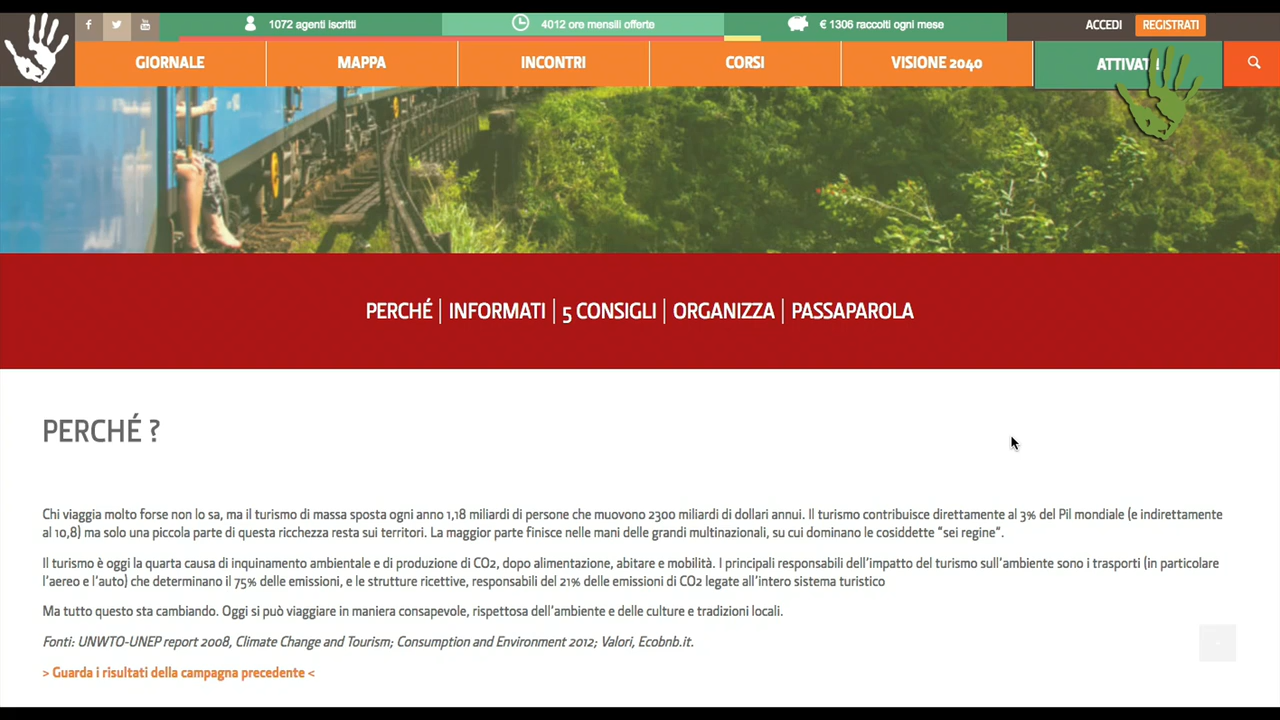 1072 agenti iscritti
4012 ore mensili offerte
€ 1306 raccolti ogni mese
ACCEDI
REGISTRATI
GIORNALE
MAPPA
INCONTRI
CORSI
VISIONE 2040
PERCHÉ | INFORMATI | 5 CONSIGLI | ORGANIZZA | PASSAPAROLA
PERCHÉ ?
Chi viaggia molto forse non lo sa, ma il turismo di massa sposta ogni anno 1,18 miliardi di persone che muovono 2300 miliardi di dollari annui. Il turismo contribuisce direttamente al 3% del Pil mondiale (e indirettamente
al 10,8) ma solo una piccola parte di questa ricchezza resta sui territori. La maggior parte finisce nelle mani delle grandi multinazionali, su cui dominano le cosiddette "sei regine".
Il turismo è oggi la quarta causa di inquinamento ambientale e di produzione di CO2, dopo alimentazione, abitare e mobilità. I principali responsabili dell'impatto del turismo sull'ambiente sono i trasporti (in particolare
l'aereo e l'auto) che determinano il 75% delle emissioni, e le strutture ricettive, responsabili del 21% delle emissioni di CO2 legate all'intero sistema turistico
Ma tutto questo sta cambiando. Oggi si può viaggiare in maniera consapevole, rispettosa dell'ambiente e delle culture e tradizioni locali.
Fonti: UNWTO-UNEP report 2008, Climate Change and Tourism; Consumption and Environment 2012; Valori, Ecobnb.it.
> Guarda i risultati della campagna precedente <